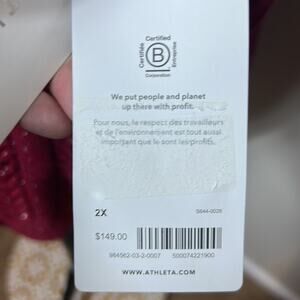 Certified
Certifiée
B
Entreprise
Corporation
We put people and planet
up there with profit.
Pour nous, le respect des travailleurs
et de l'environnement est tout aussi
important que le sont les profits.
2X
S644-0026
$149.00
984562-03-2-0007
500074221900
WWW.ATHLETA.COM